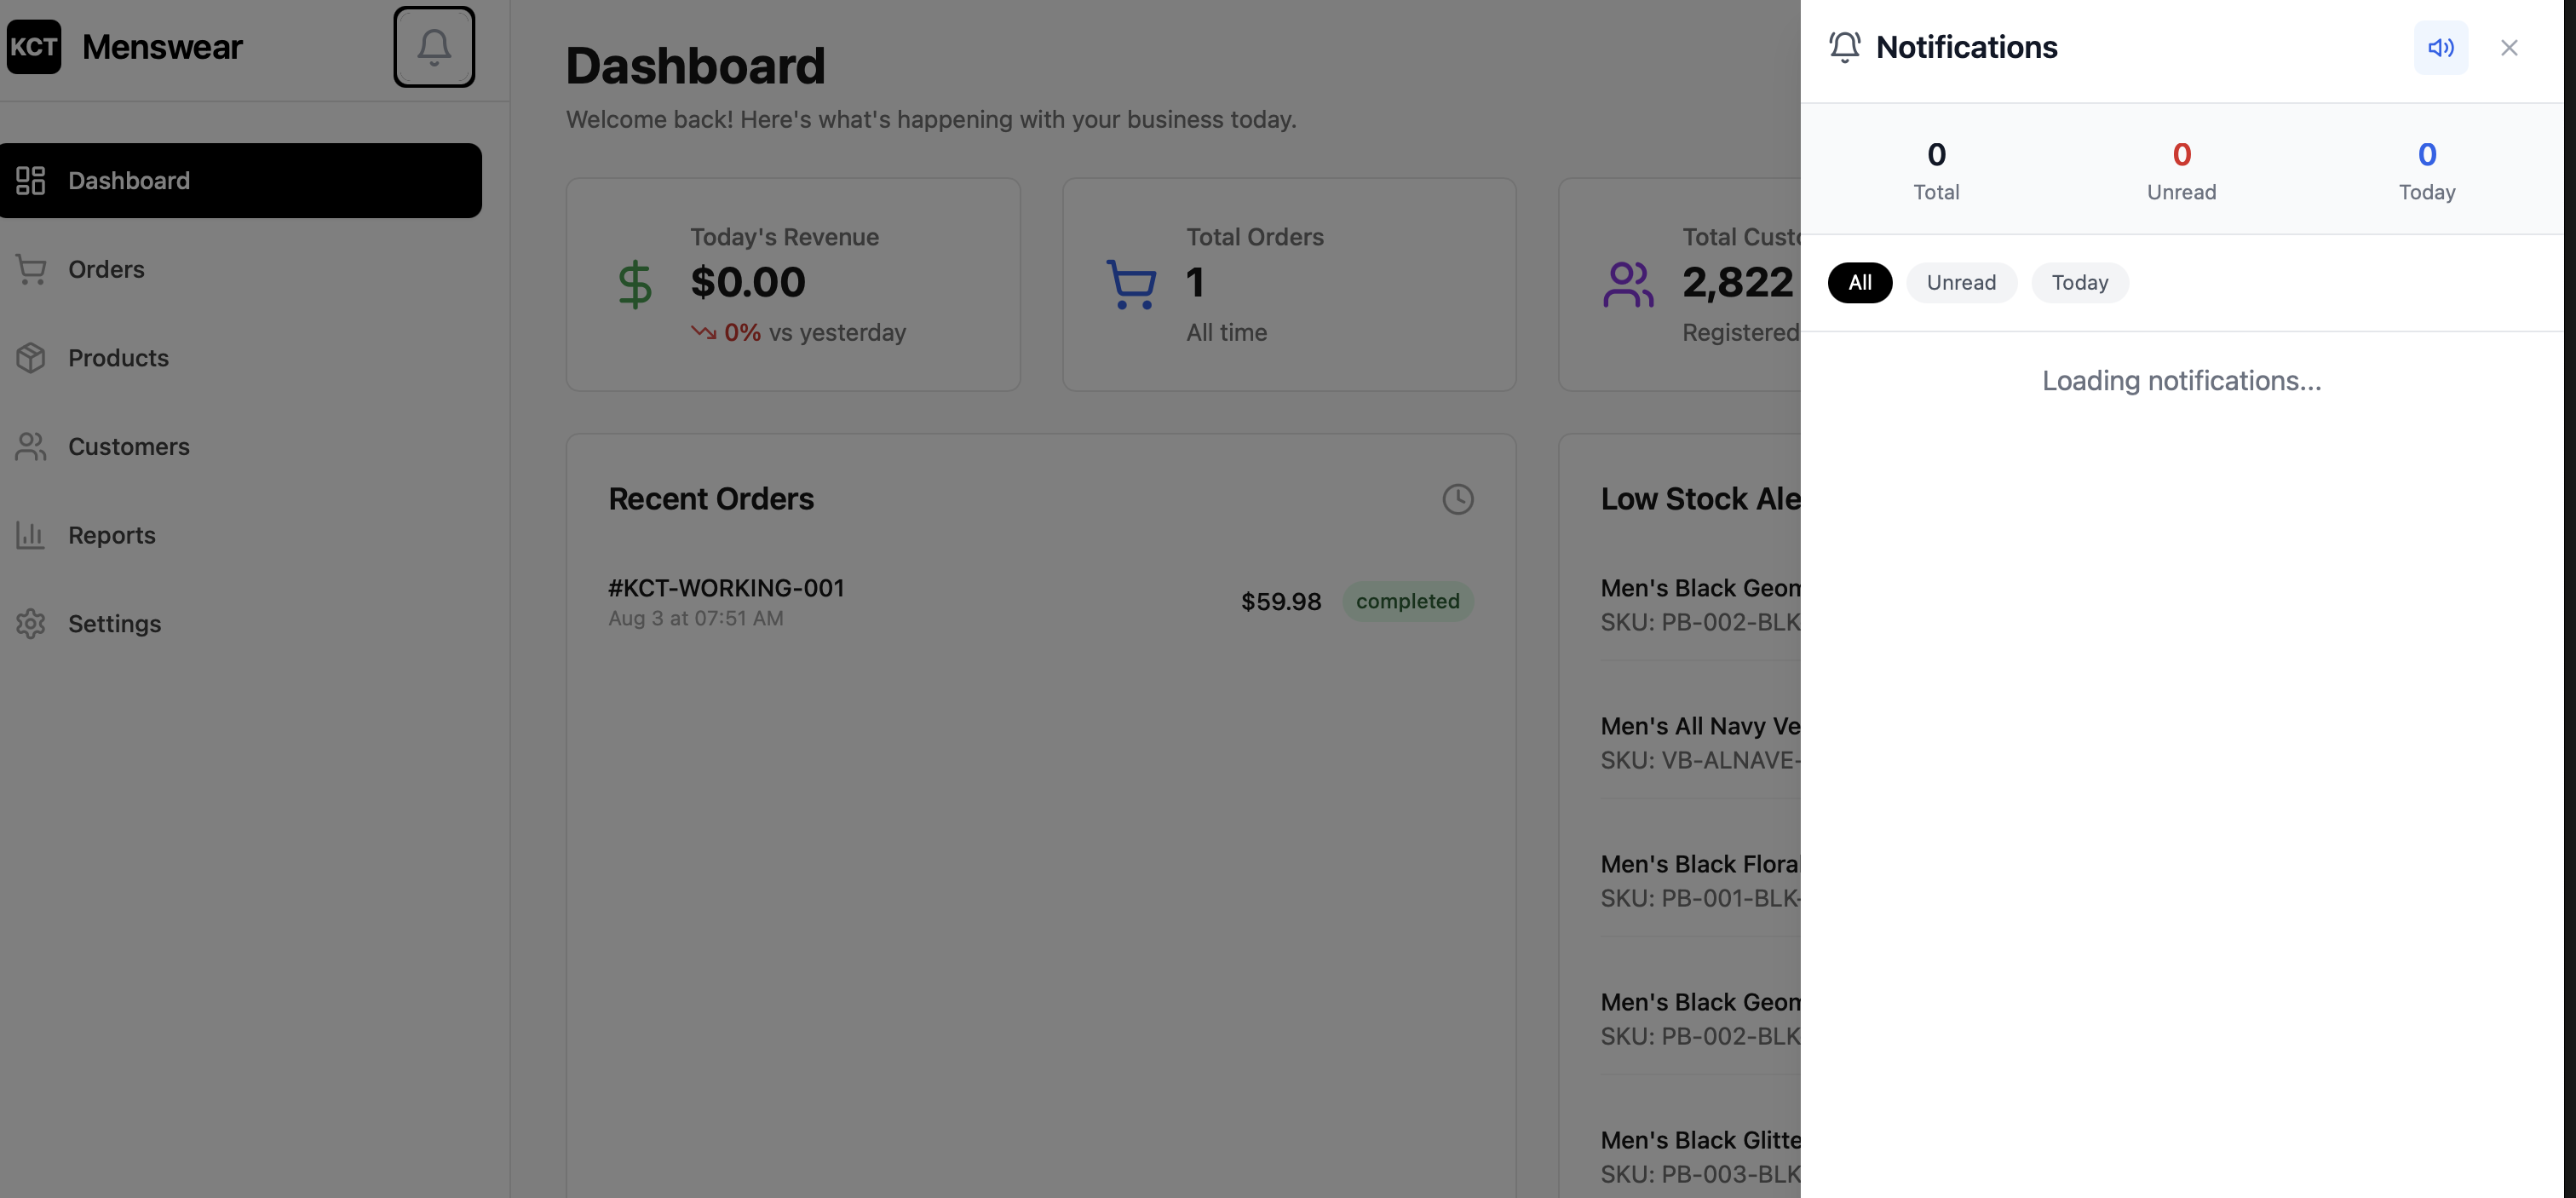 KCT Menswear
Dashboard
Orders
Products
Customers
Reports
Settings
Dashboard
Welcome back! Here's what's happening with your business today.
Today's Revenue
$0.00
0% vs yesterday
Total Orders
1
All time
Total Custo
2,822
Registered
Recent Orders
#KCT-WORKING-001
Aug 3 at 07:51 AM
$59.98 completed
Low Stock Ale
Men's Black Geom
SKU: PB-002-BLK
Men's All Navy Ve
SKU: VB-ALNAVE-
Men's Black Flora
SKU: PB-001-BLK-
Men's Black Geom
SKU: PB-002-BLK
Men's Black Glitte
SKU: PB-003-BLK
Notifications
0 0 0
Total Unread Today
All Unread Today
Loading notifications...